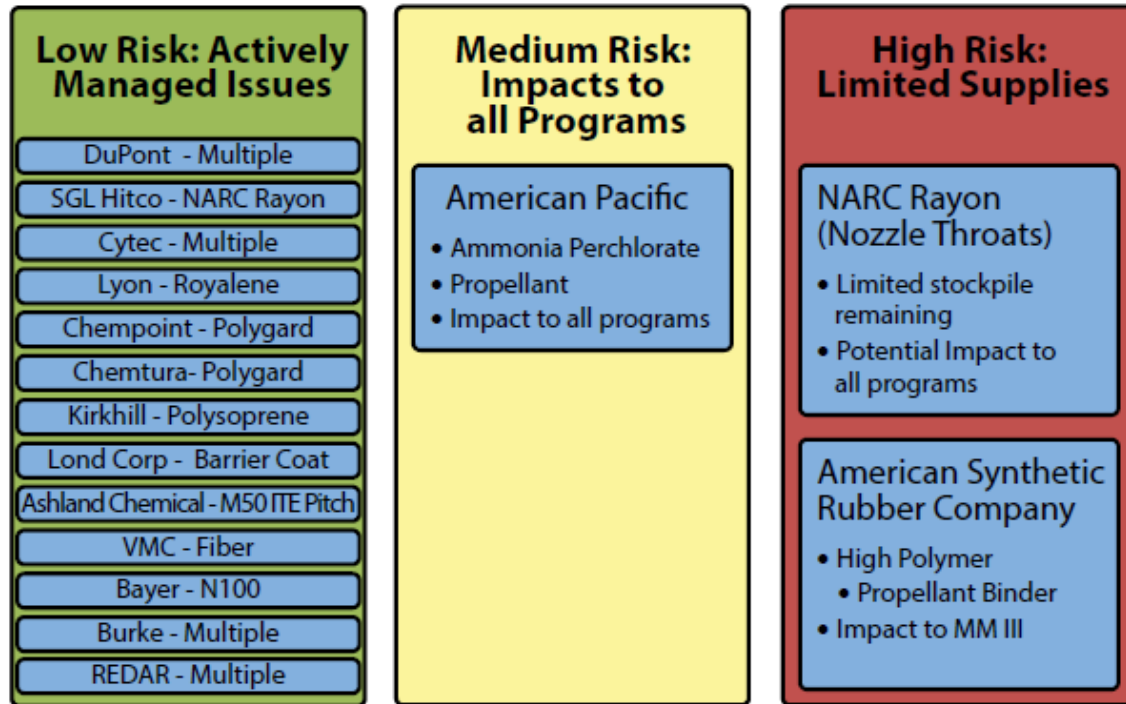 Low Risk: Actively
Managed Issues
DuPont - Multiple
SGL Hitco - NARC Rayon
Cytec - Multiple
Lyon - Royalene
Chempoint - Polygard
Chemtura- Polygard
Kirkhill - Polysoprene
Lond Corp - Barrier Coat
Ashland Chemical - M50 ITE Pitch
VMC - Fiber
Bayer - N100
Burke - Multiple
REDAR - Multiple
Medium Risk:
Impacts to
all Programs
American Pacific
• Ammonia Perchlorate
• Propellant
• Impact to all programs
High Risk:
Limited Supplies
NARC Rayon
(Nozzle Throats)
• Limited stockpile
remaining
• Potential Impact to
all programs
American Synthetic
Rubber Company
• High Polymer
• Propellant Binder
• Impact to MM III